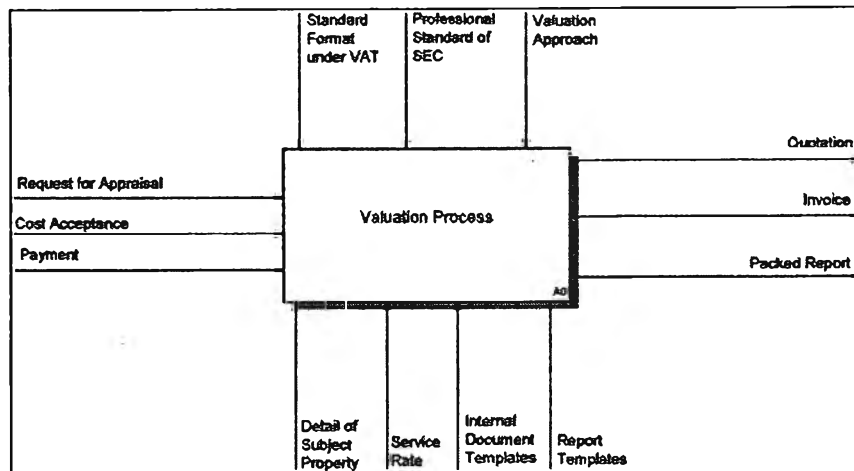 Standard
Format
under VAT
Professional
Standard of
SEC
Valuation
Approach
Quotation
Request for Appraisal
Invoice
Valuation Process
Cost Acceptance
Payment
Packed Report
A0
Detail of
Subject
Property
Service
Rate
Internal
Document
Templates
Report
Templates